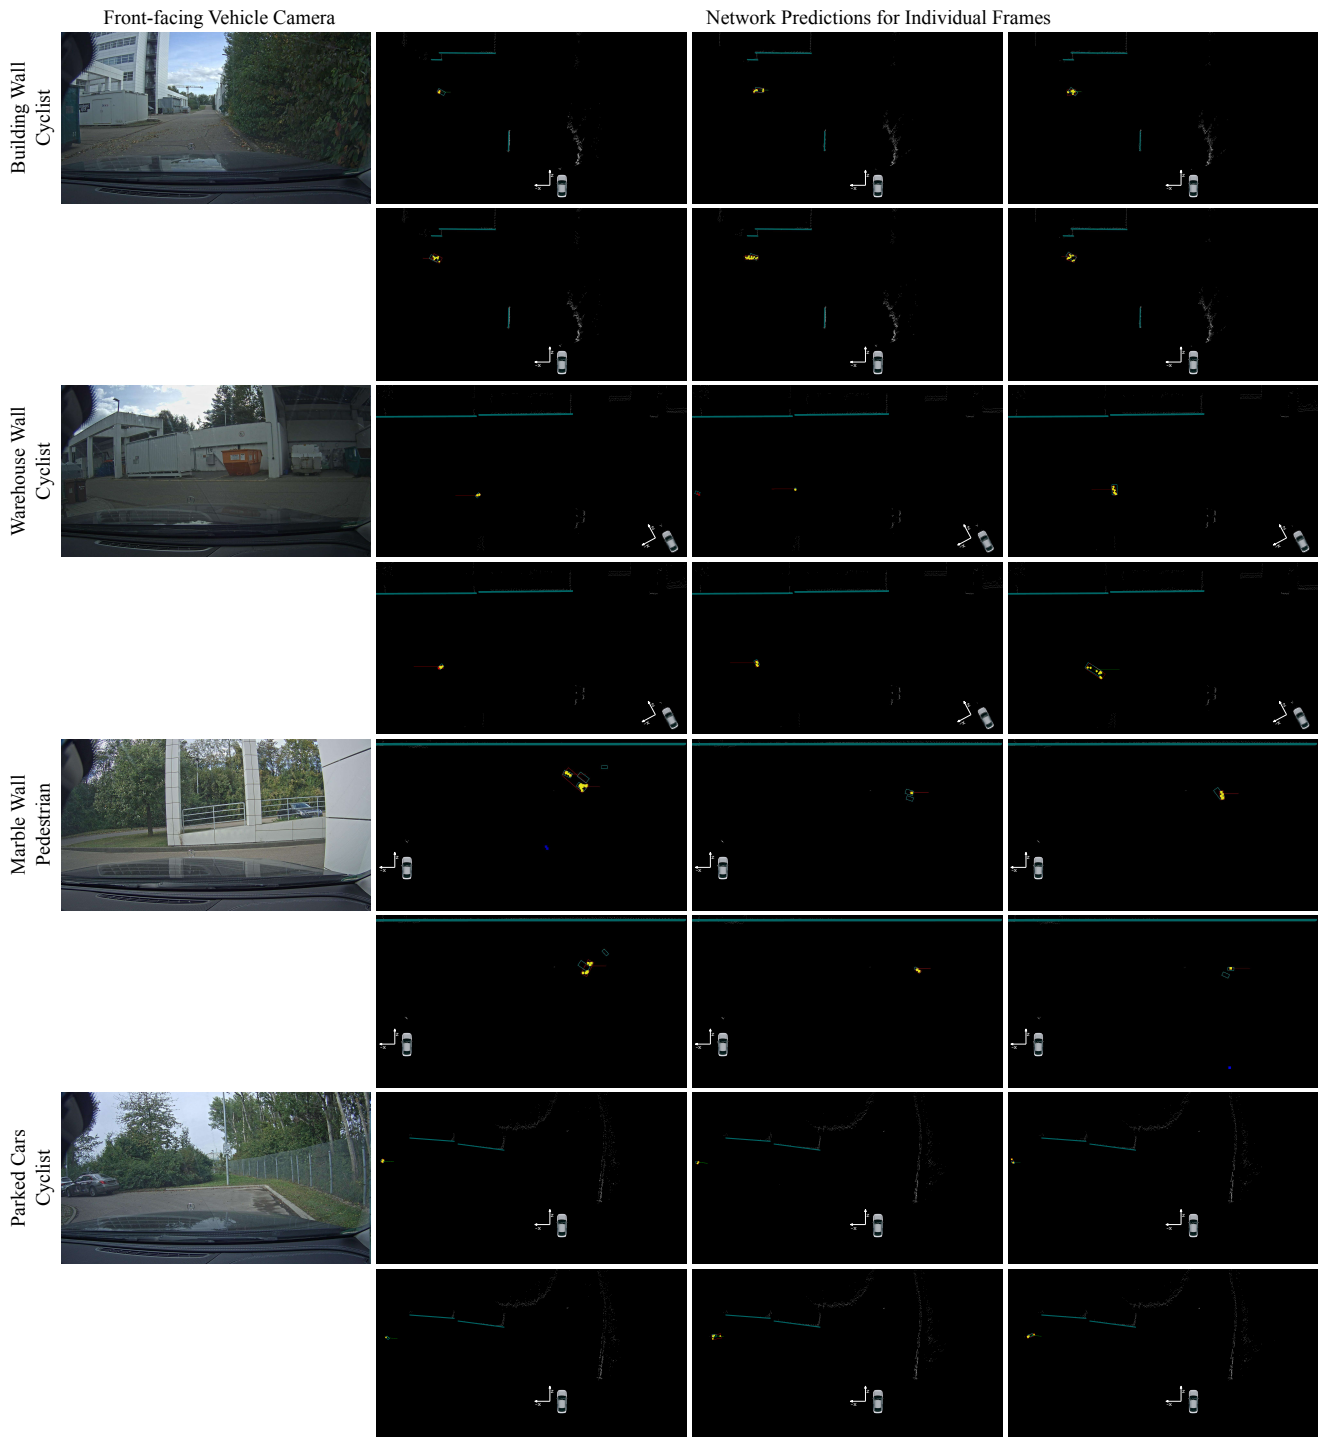 Front-facing Vehicle Camera
Network Predictions for Individual Frames
Building Wall
Cyclist
Warehouse Wall
Cyclist
Marble Wall
Pedestrian
Parked Cars
Cyclist